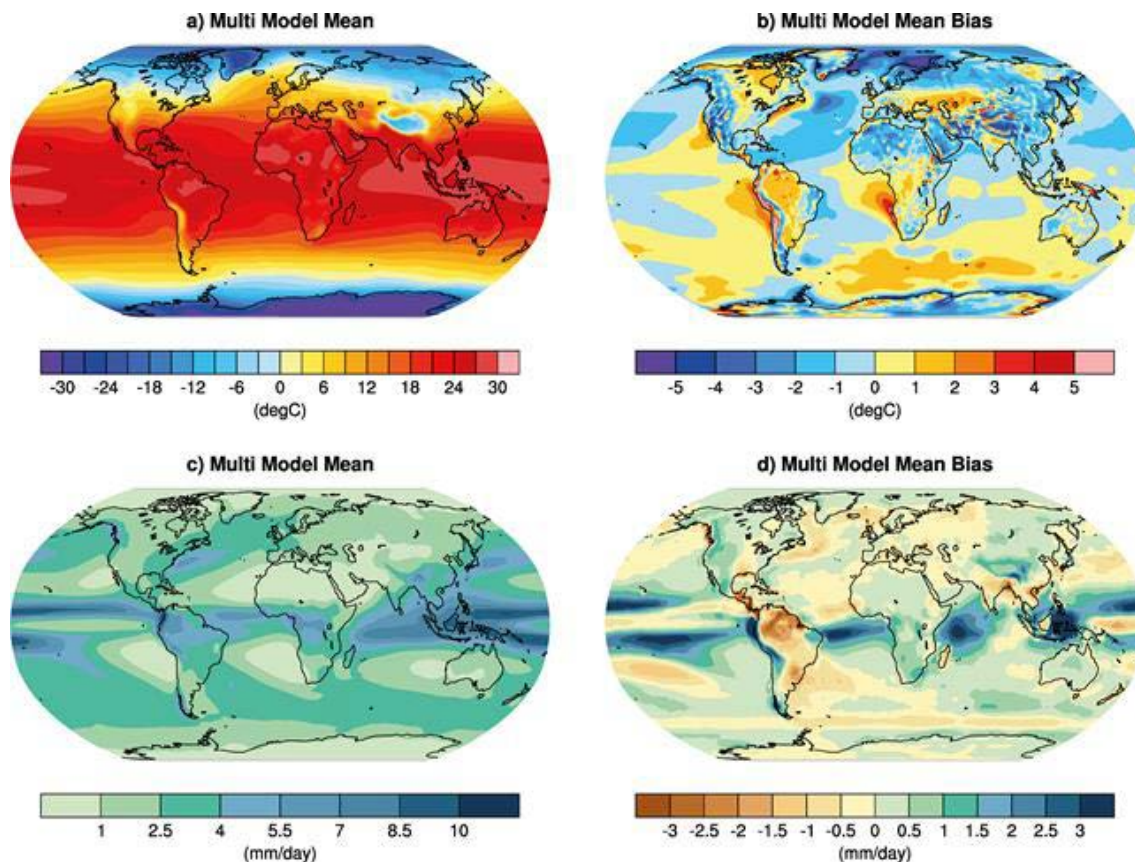 a) Multi Model Mean
b) Multi Model Mean Bias
-30 -24 -18 -12 -6 0 6 12 18 24 30
(degC)
-5 -4 -3 -2 -1 0 1 2 3 4 5
(degC)
c) Multi Model Mean
d) Multi Model Mean Bias
1 2.5 4 5.5 7 8.5 10
(mm/day)
-3 -2.5 -2 -1.5 -1 -0.5 0 0.5 1 1.5 2 2.5 3
(mm/day)